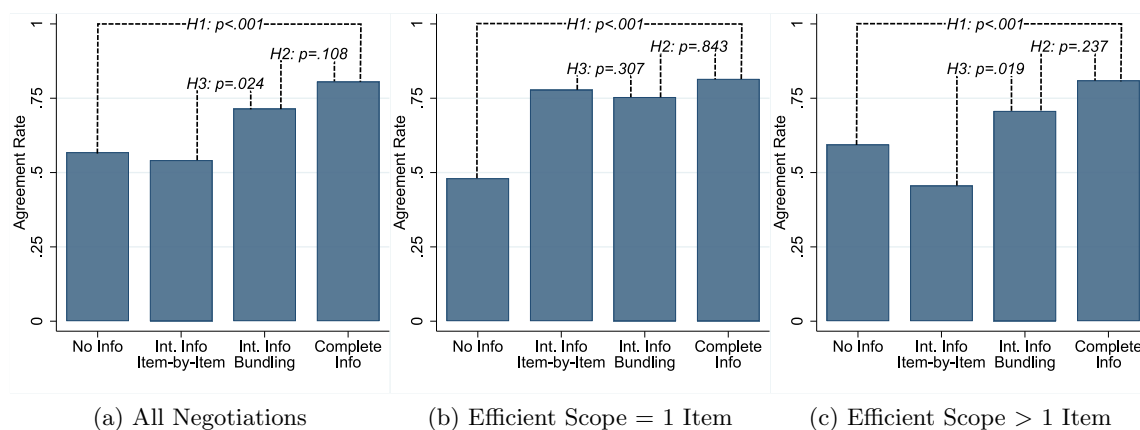 H1: p<.001
H2: p=.108
H3: p=.024
Agreement Rate
0 .25 .5 .75 1
No Info
Int. Info Item-by-Item
Int. Info Bundling
Complete Info
(a) All Negotiations
H1: p<.001
H2: p=.843
H3: p=.307
Agreement Rate
0 .25 .5 .75 1
No Info
Int. Info Item-by-Item
Int. Info Bundling
Complete Info
(b) Efficient Scope = 1 Item
H1: p<.001
H2: p=.237
H3: p=.019
Agreement Rate
0 .25 .5 .75 1
No Info
Int. Info Item-by-Item
Int. Info Bundling
Complete Info
(c) Efficient Scope > 1 Item